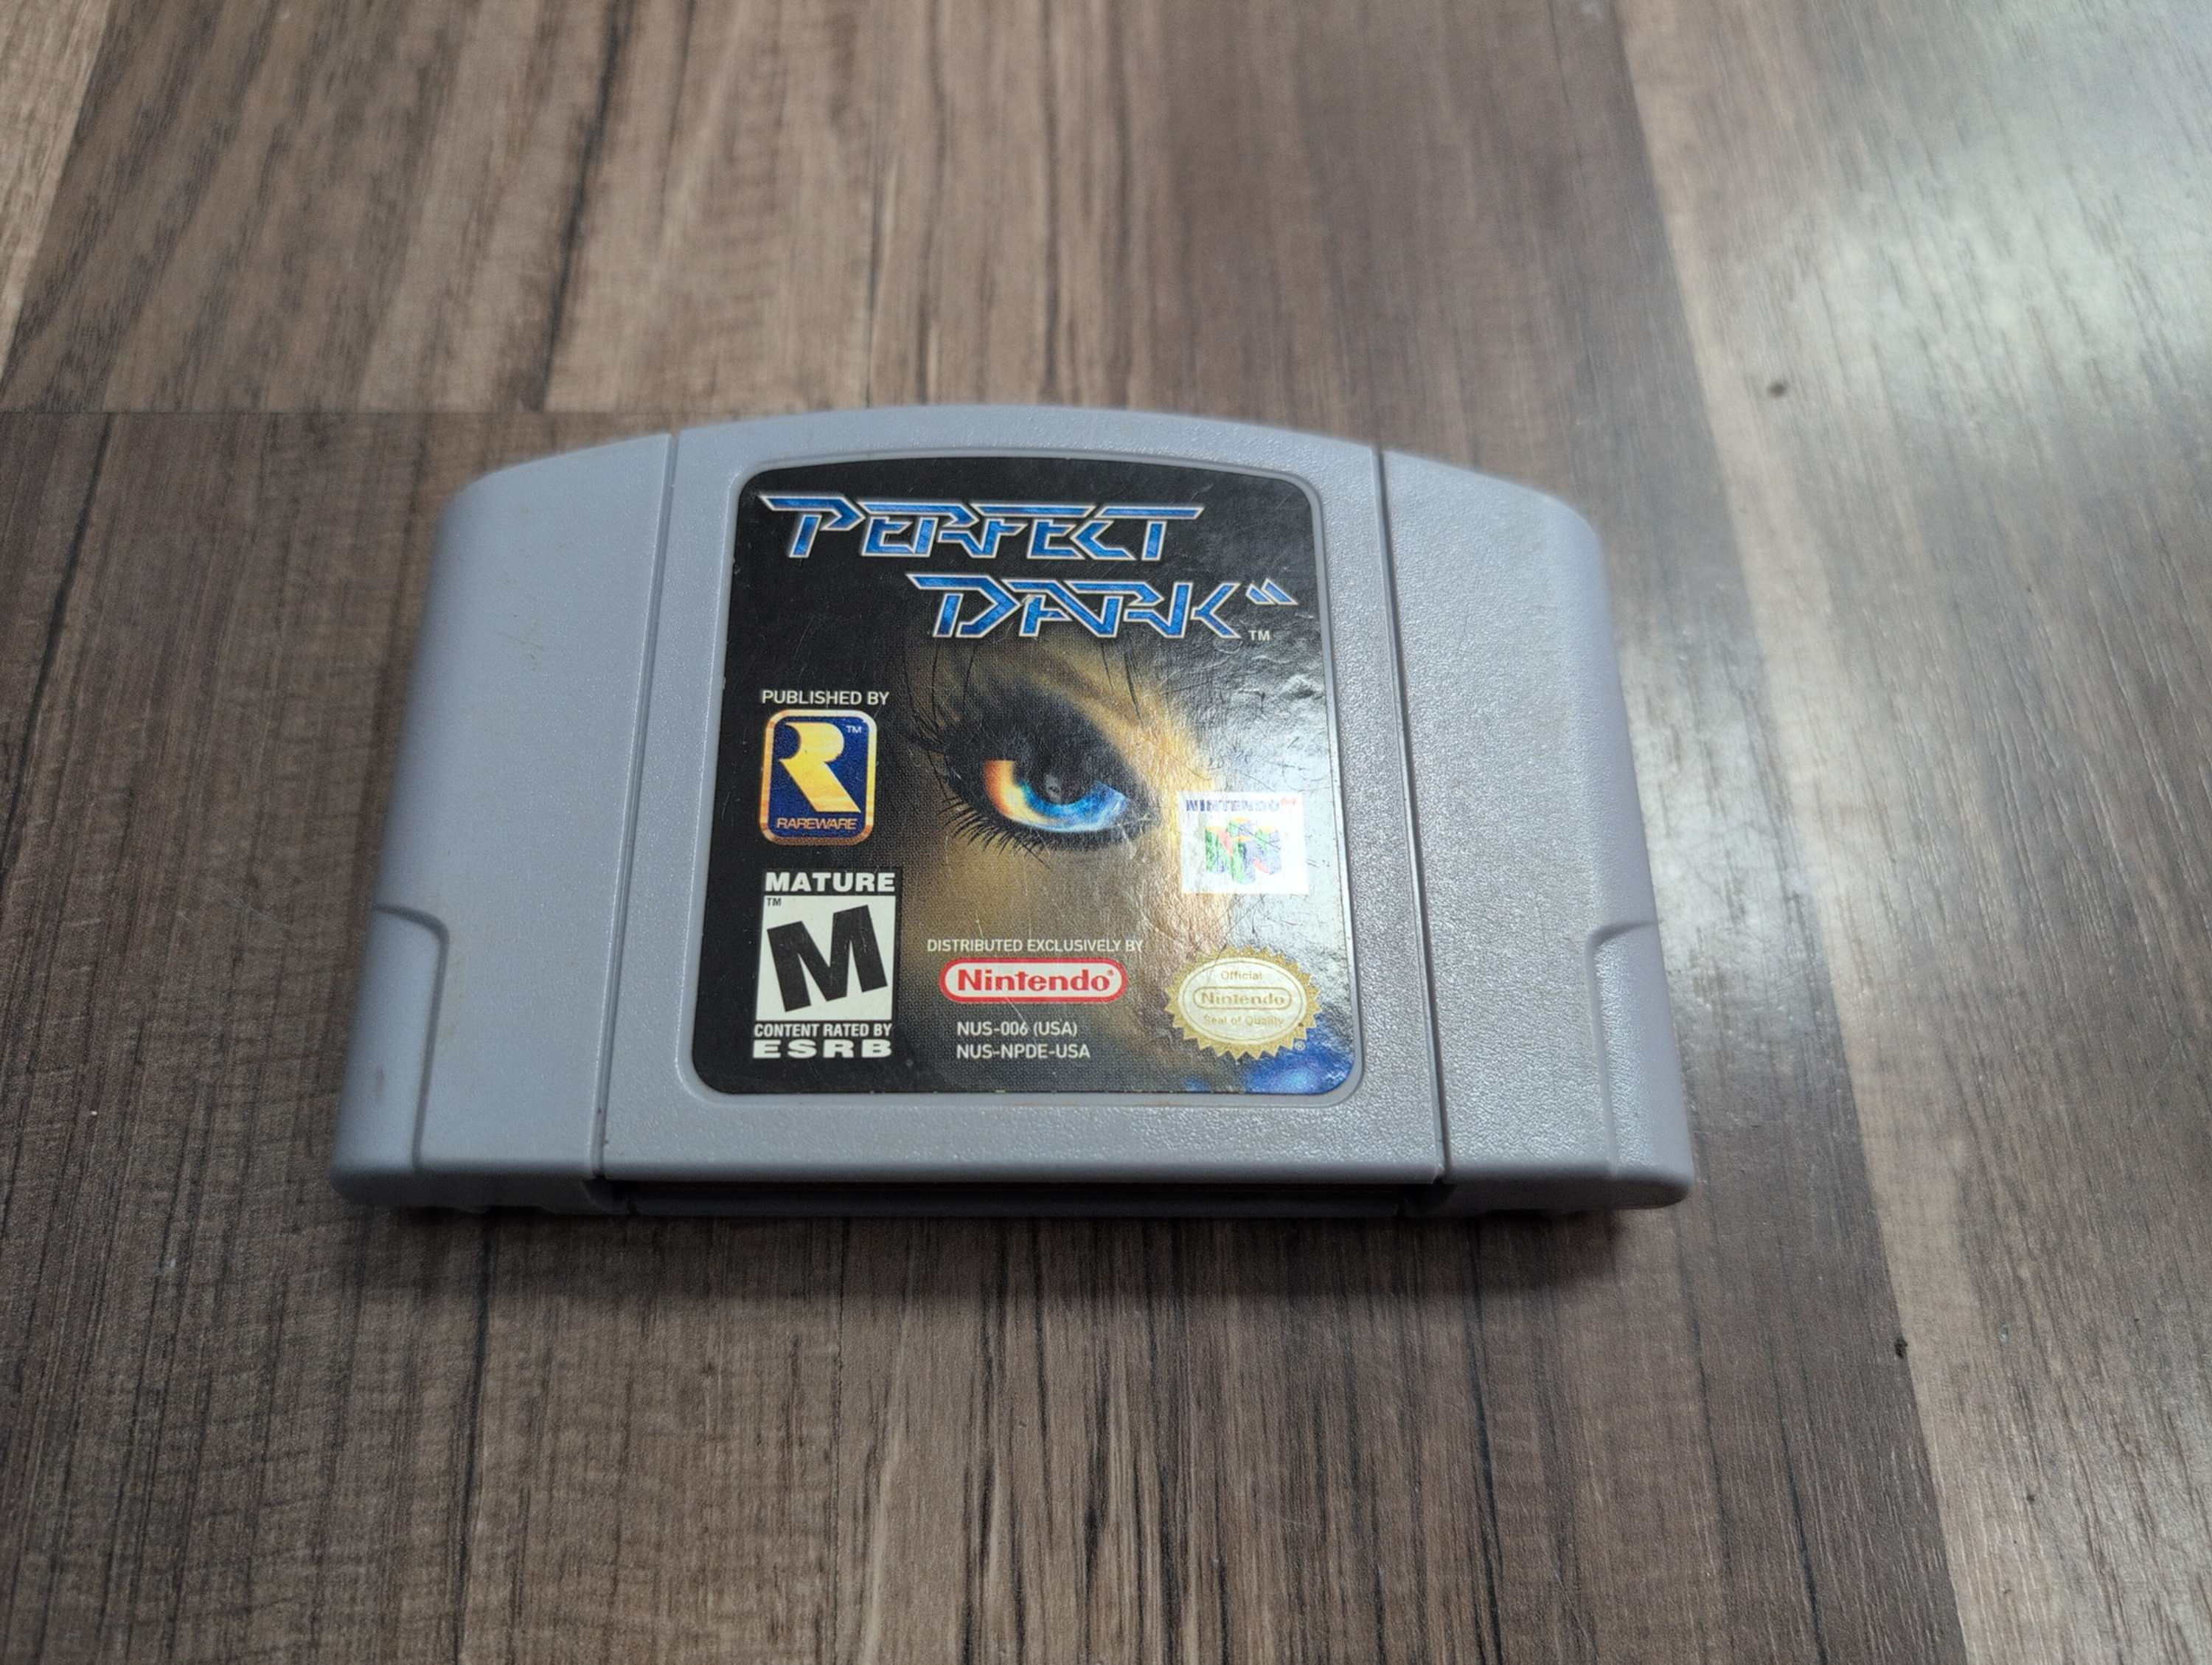 PERFECT
DARK
TM
PUBLISHED BY
TM
RAREWARE
NINTENDO64
MATURE
TM
M
CONTENT RATED BY
ESRB
DISTRIBUTED EXCLUSIVELY BY
Nintendo®
NUS-006 (USA)
NUS-NPDE-USA
Official
Nintendo
Seal of Quality
®